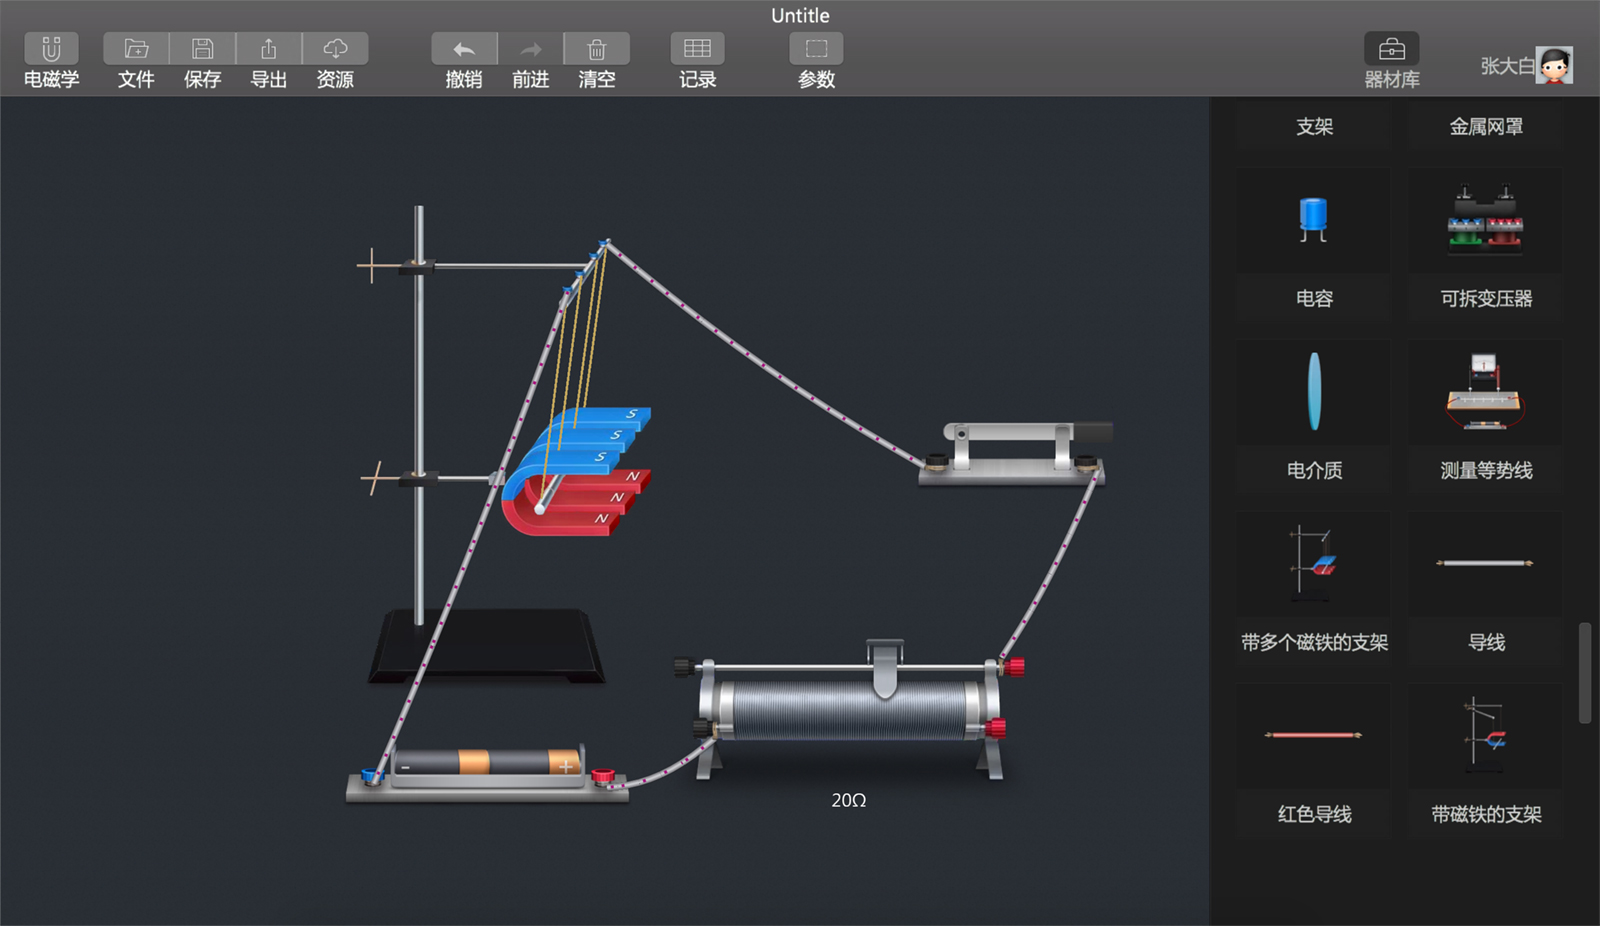 Untitle
电磁学 文件 保存 导出 资源 撤销 前进 清空 记录 参数 器材库 张大白
支架 金属网罩
电容 可拆变压器
电介质 测量等势线
带多个磁铁的支架 导线
红色导线 带磁铁的支架
S
S
S
N
N
N
- +
20Ω